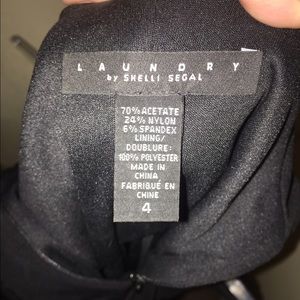 LAUNDRY
by SHELLI SEGAL
70% ACETATE
24% NYLON
6% SPANDEX
LINING/
DOUBLURE:
100% POLYESTER
MADE IN
CHINA
FABRIQUÉ EN
CHINE
4